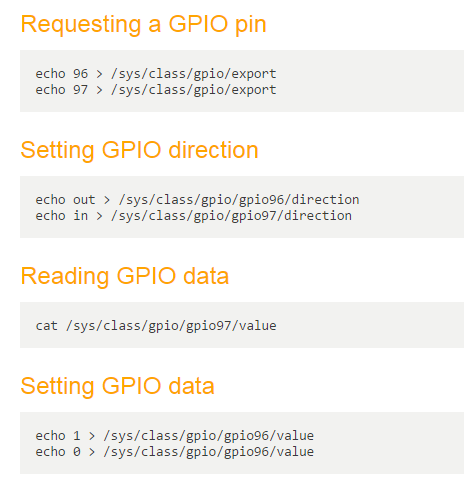 Requesting a GPIO pin
echo 96 > /sys/class/gpio/export
echo 97 > /sys/class/gpio/export
Setting GPIO direction
echo out > /sys/class/gpio/gpio96/direction
echo in > /sys/class/gpio/gpio97/direction
Reading GPIO data
cat /sys/class/gpio/gpio97/value
Setting GPIO data
echo 1 > /sys/class/gpio/gpio96/value
echo 0 > /sys/class/gpio/gpio96/value